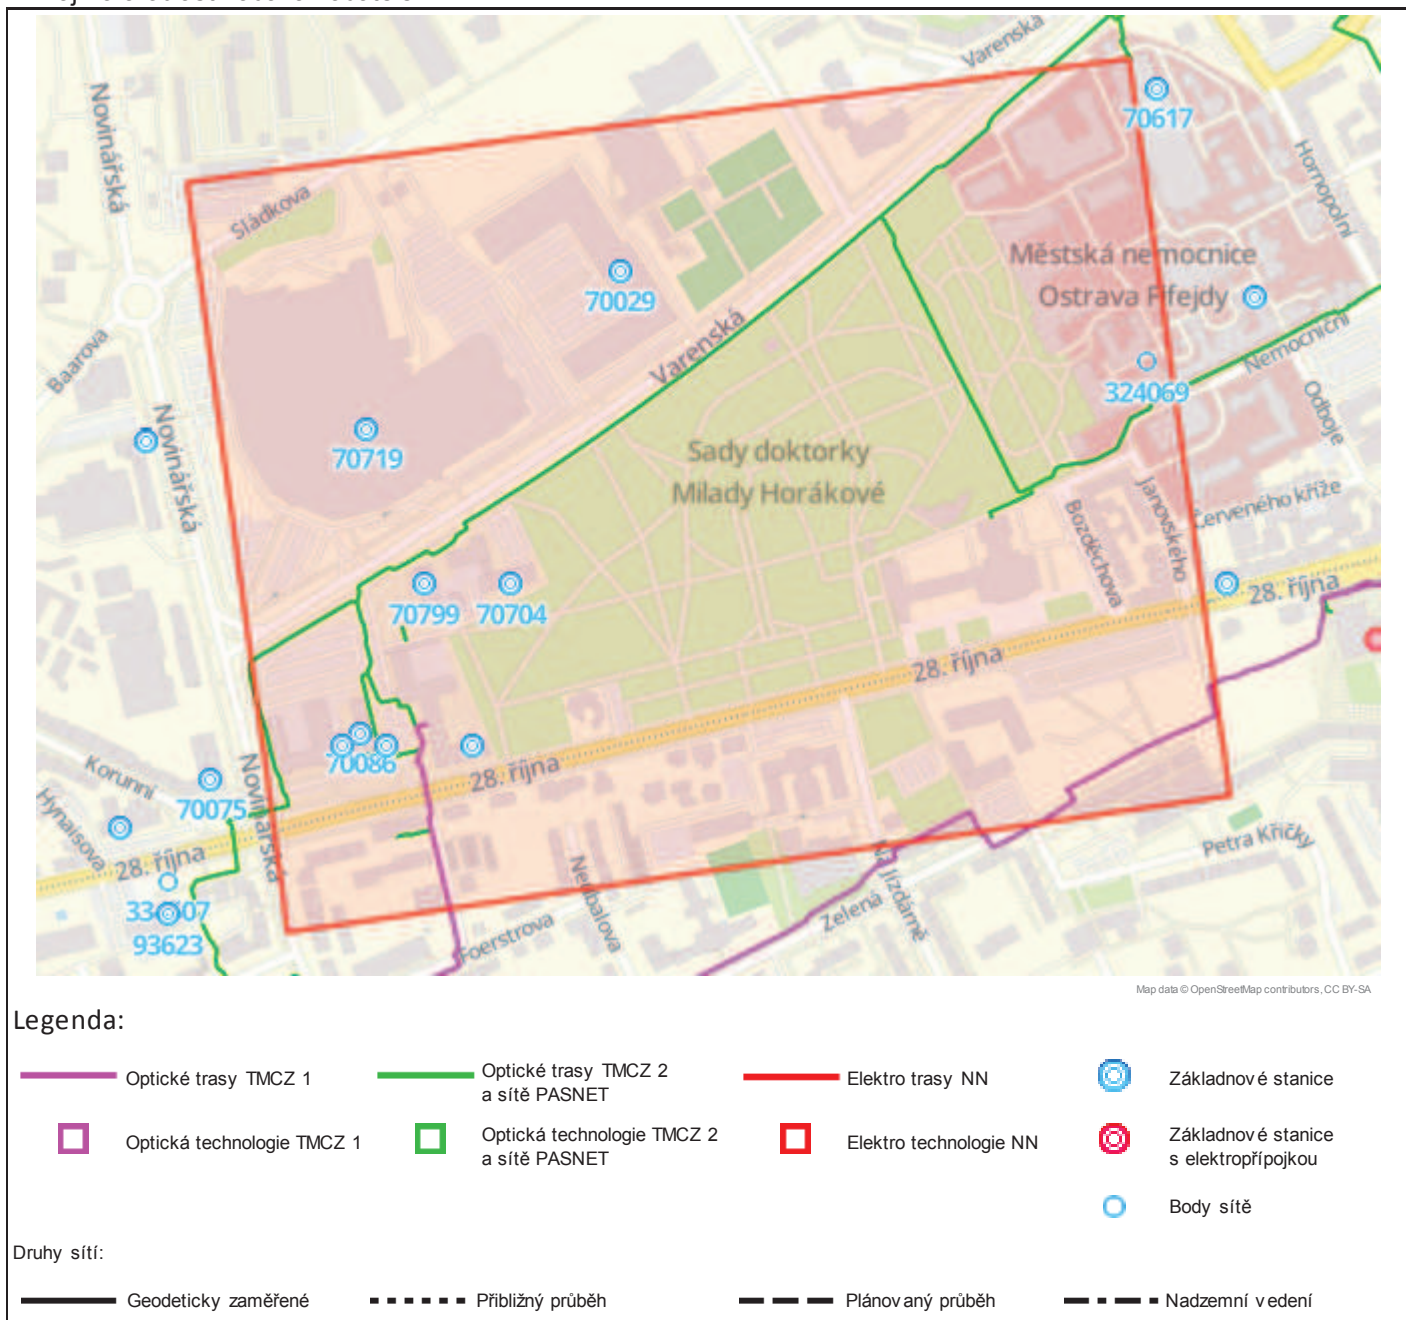 Varenská
Novinářská
70617
Hornopolní
Sládkova
Městská nemocnice
Ostrava Fifejdy
70029
Varenská
Nemocniční
Baarova
324069
Odboje
Novinářská
70719
Sady doktorky
Milady Horákové
Janovského
Bozděchova
Červeného kříže
70799
70704
28. října
28. října
Korunní
70086
28. října
70075
Hynaisova
Novinářská
28. října
Petra Křičky
Na Jízdárně
Nedbalova
Zelená
Foerstrova
93623
Map data © OpenStreetMap contributors, CC BY-SA
Legenda:
Optické trasy TMCZ 1
Optické trasy TMCZ 2
a sítě PASNET
Elektro trasy NN
Základnové stanice
Optická technologie TMCZ 1
Optická technologie TMCZ 2
a sítě PASNET
Elektro technologie NN
Základnové stanice
s elektropřípojkou
Body sítě
Druhy sítí:
Geodeticky zaměřené
Přibližný průběh
Plánovaný průběh
Nadzemní vedení